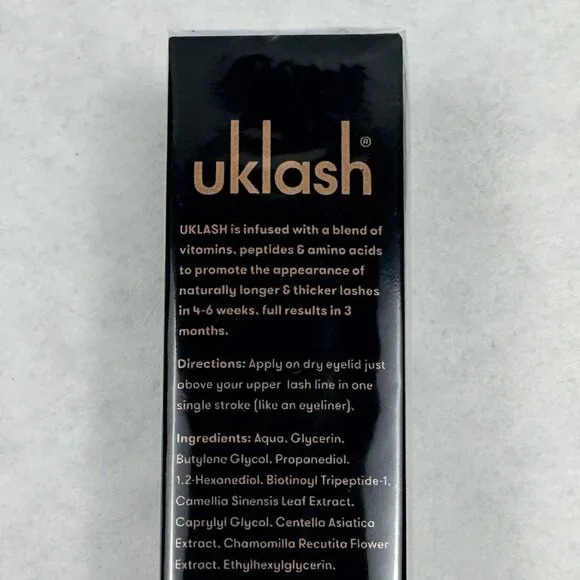 uklash®
UKLASH is infused with a blend of
vitamins, peptides & amino acids
to promote the appearance of
naturally longer & thicker lashes
in 4-6 weeks, full results in 3
months.
Directions: Apply on dry eyelid just
above your upper lash line in one
single stroke (like an eyeliner).
Ingredients: Aqua, Glycerin,
Butylene Glycol, Propanediol,
1,2-Hexanediol, Biotinoyl Tripeptide-1,
Camellia Sinensis Leaf Extract,
Caprylyl Glycol, Centella Asiatica
Extract, Chamomilla Recutita Flower
Extract, Ethylhexylglycerin,